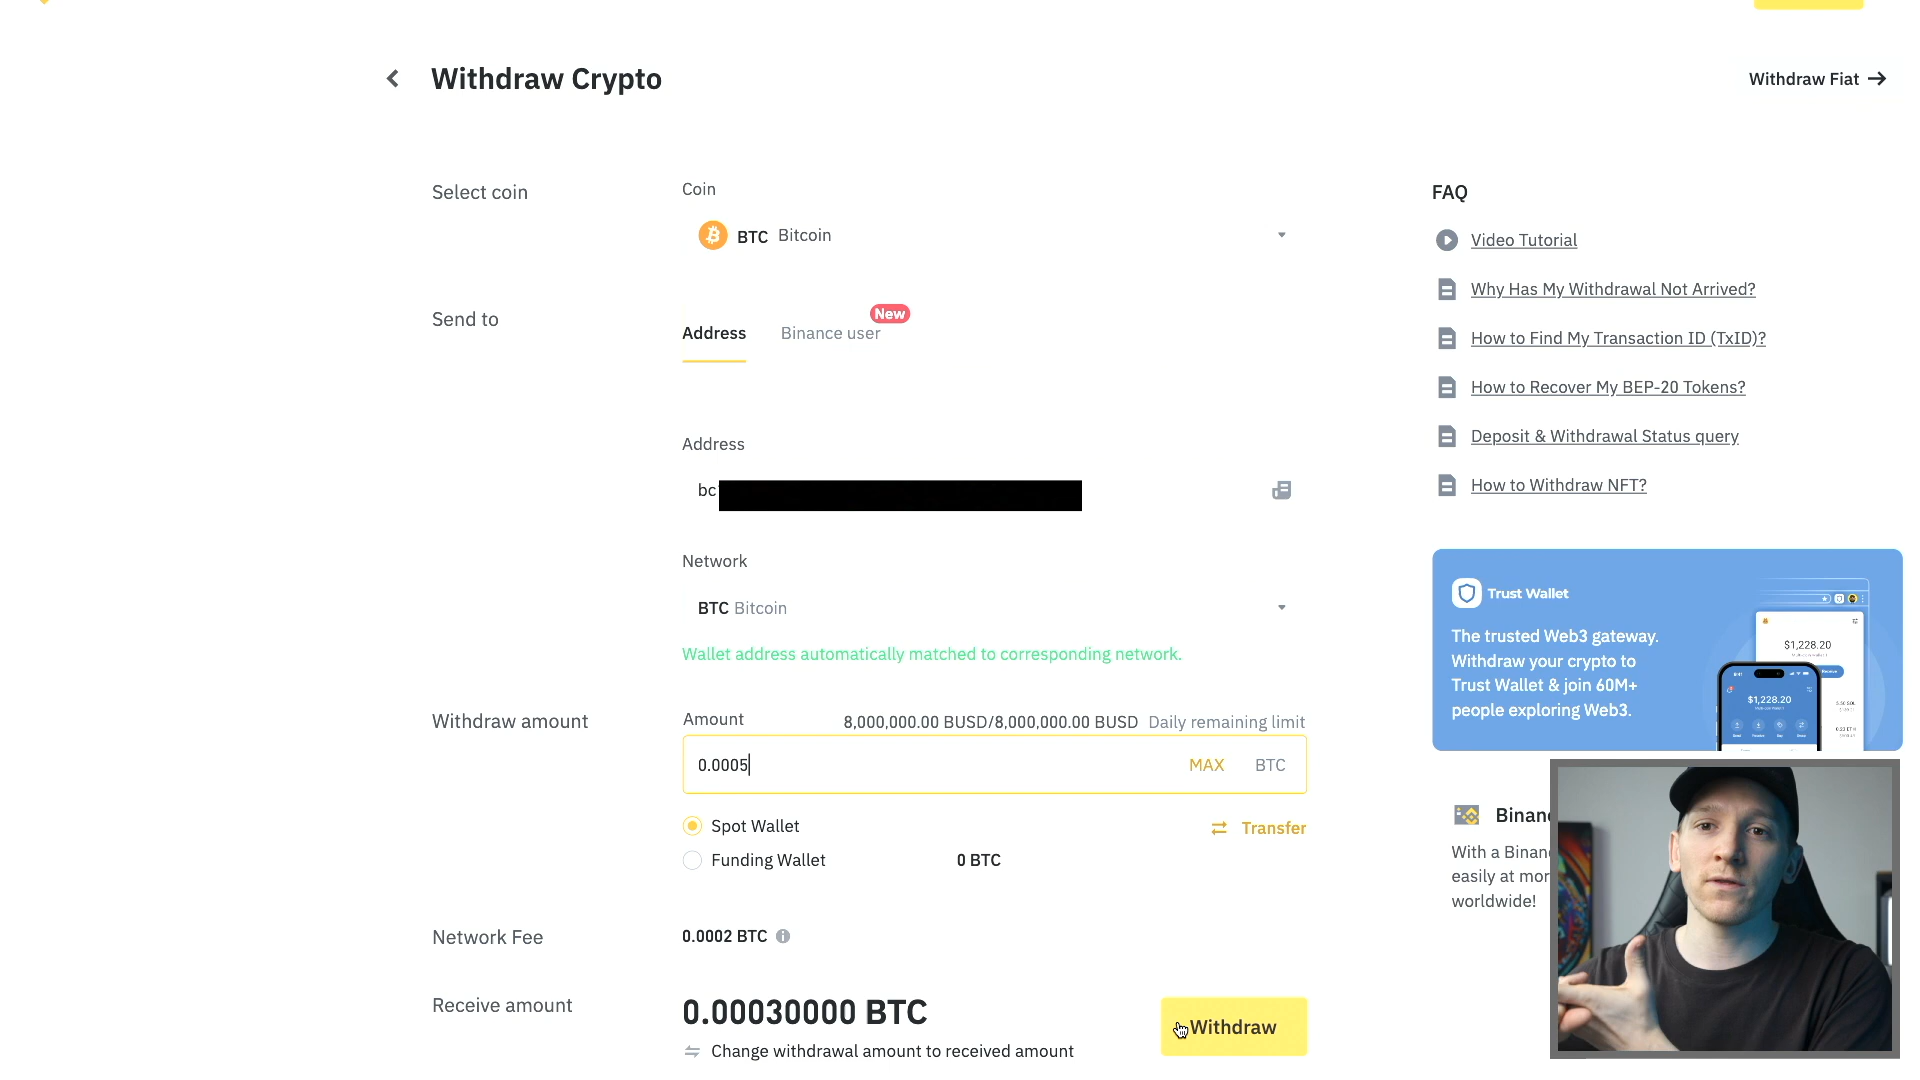 Withdraw Crypto
Withdraw Fiat
Select coin
Coin
BTC Bitcoin
Send to
Address
Binance user
New
Address
bc
Network
BTC Bitcoin
Wallet address automatically matched to corresponding network.
Withdraw amount
Amount
8,000,000.00 BUSD/8,000,000.00 BUSD Daily remaining limit
0.0005
MAX
BTC
Spot Wallet
Transfer
Funding Wallet
0 BTC
Network Fee
0.0002 BTC
Receive amount
0.00030000 BTC
Withdraw
Change withdrawal amount to received amount
FAQ
Video Tutorial
Why Has My Withdrawal Not Arrived?
How to Find My Transaction ID (TxID)?
How to Recover My BEP-20 Tokens?
Deposit & Withdrawal Status query
How to Withdraw NFT?
Trust Wallet
The trusted Web3 gateway.
Withdraw your crypto to
Trust Wallet & join 60M+
people exploring Web3.
$1,228.20
$1,228.20
Binan
With a Binan
easily at mor
worldwide!